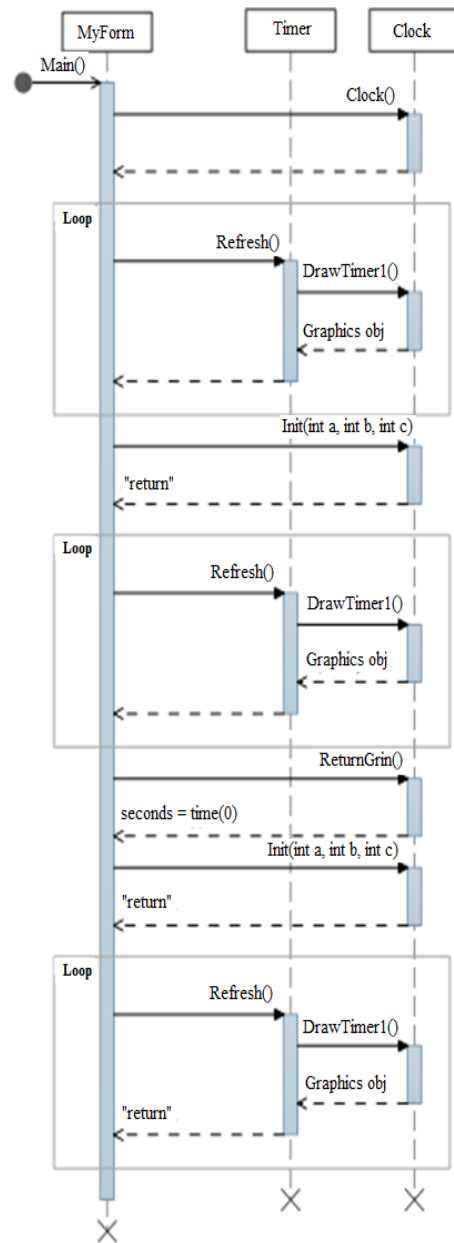 MyForm
Timer
Clock
Main()
Clock()
Loop
Refresh()
DrawTimer1()
Graphics obj
Init(int a, int b, int c)
"return"
Loop
Refresh()
DrawTimer1()
Graphics obj
ReturnGrin()
seconds = time(0)
Init(int a, int b, int c)
"return"
Loop
Refresh()
DrawTimer1()
Graphics obj
"return"